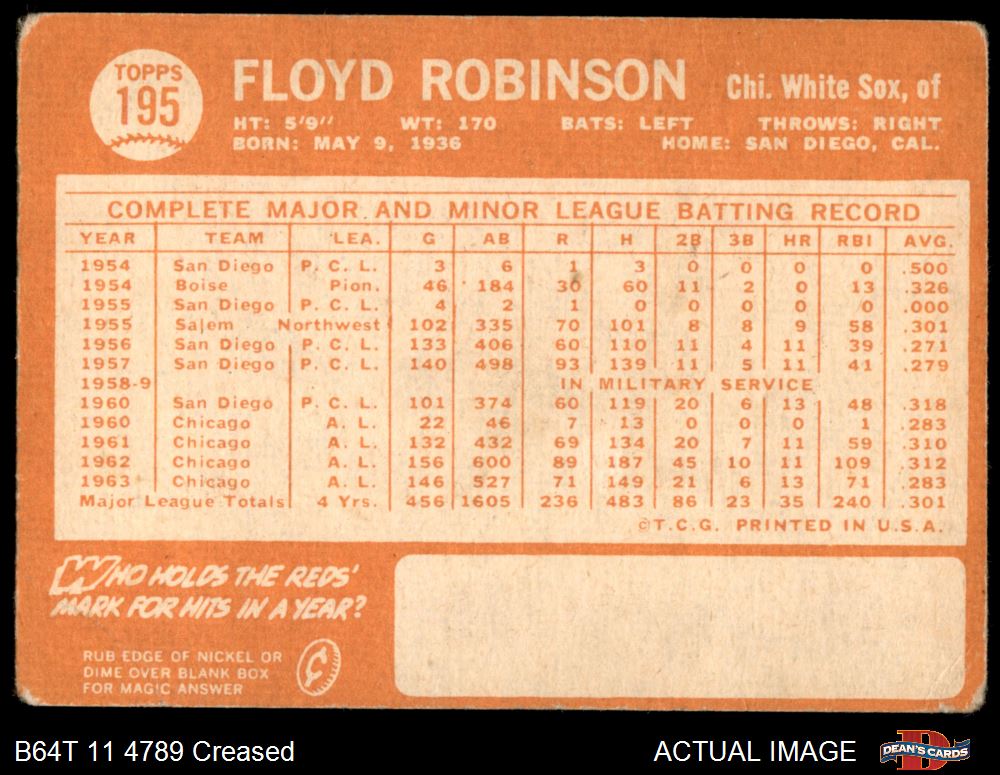 TOPPS
195
FLOYD ROBINSON
Chi. White Sox, of
HT: 5'9" WT: 170 BATS: LEFT THROWS: RIGHT
BORN: MAY 9, 1936 HOME: SAN DIEGO, CAL.
COMPLETE MAJOR AND MINOR LEAGUE BATTING RECORD
YEAR TEAM LEA. G AB R H 2B 3B HR RBI AVG.
1954 San Diego P. C. L. 3 6 1 3 0 0 0 0 .500
1954 Boise Pion. 46 184 30 60 11 2 0 13 .326
1955 San Diego P. C. L. 4 2 1 0 0 0 0 0 .000
1955 Salem Northwest 102 335 70 101 8 8 9 58 .301
1956 San Diego P. C. L. 133 406 60 110 11 4 11 39 .271
1957 San Diego P. C. L. 140 498 93 139 11 5 11 41 .279
1958-9 IN MILITARY SERVICE
1960 San Diego P. C. L. 101 374 60 119 20 6 13 48 .318
1960 Chicago A. L. 22 46 7 13 0 0 0 1 .283
1961 Chicago A. L. 132 432 69 134 20 7 11 59 .310
1962 Chicago A. L. 156 600 89 187 45 10 11 109 .312
1963 Chicago A. L. 146 527 71 149 21 6 13 71 .283
Major League Totals 4 Yrs. 456 1605 236 483 86 23 35 240 .301
©T.C.G. PRINTED IN U.S.A.
WHO HOLDS THE REDS'
MARK FOR HITS IN A YEAR?
RUB EDGE OF NICKEL OR
DIME OVER BLANK BOX
FOR MAGIC ANSWER
¢
B64T 11 4789 Creased
ACTUAL IMAGE
D
DEAN'S CARDS